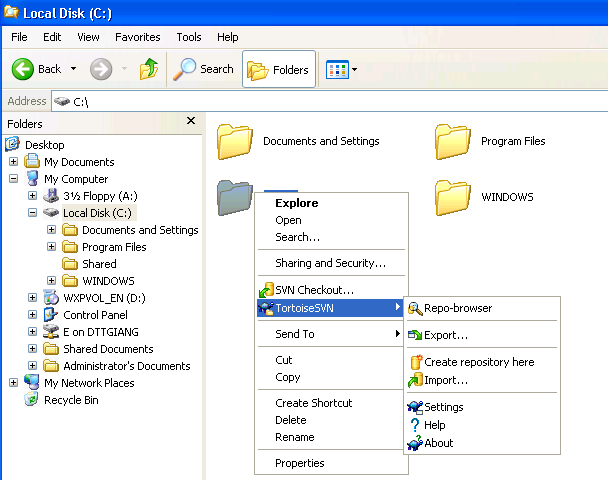 Local Disk (C:)
File Edit View Favorites Tools Help
Back Search Folders
Address C:\
Folders
Desktop
My Documents
My Computer
3½ Floppy (A:)
Local Disk (C:)
Documents and Settings
Program Files
Shared
WINDOWS
WXPVOL_EN (D:)
Control Panel
E on DTTGIANG
Shared Documents
Administrator's Documents
My Network Places
Recycle Bin
Documents and Settings
Program Files
WINDOWS
Explore
Open
Search...
Sharing and Security...
SVN Checkout...
TortoiseSVN
Send To
Cut
Copy
Create Shortcut
Delete
Rename
Properties
Repo-browser
Export...
Create repository here
Import...
Settings
Help
About